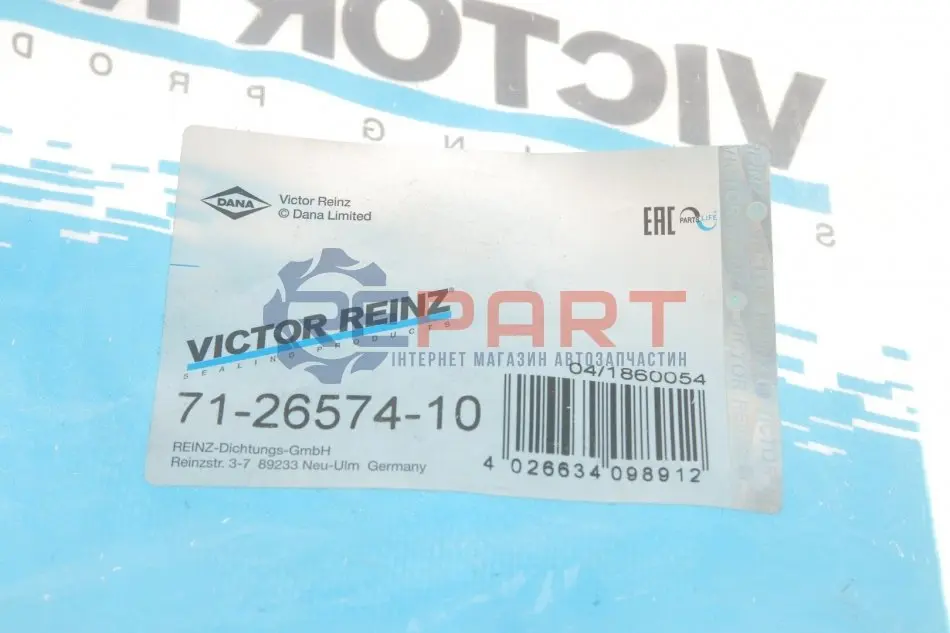 VICTOR
DANA
Victor Reinz
© Dana Limited
EAC
PARTS LIFE
PART
ІНТЕРНЕТ МАГАЗИН АВТОЗАПЧАСТИН
VICTOR REINZ
SEALING PRODUCTS
04/1860054
71-26574-10
REINZ-Dichtungs-GmbH
Reinzstr. 3-7 89233 Neu-Ulm Germany
4 026634 098912